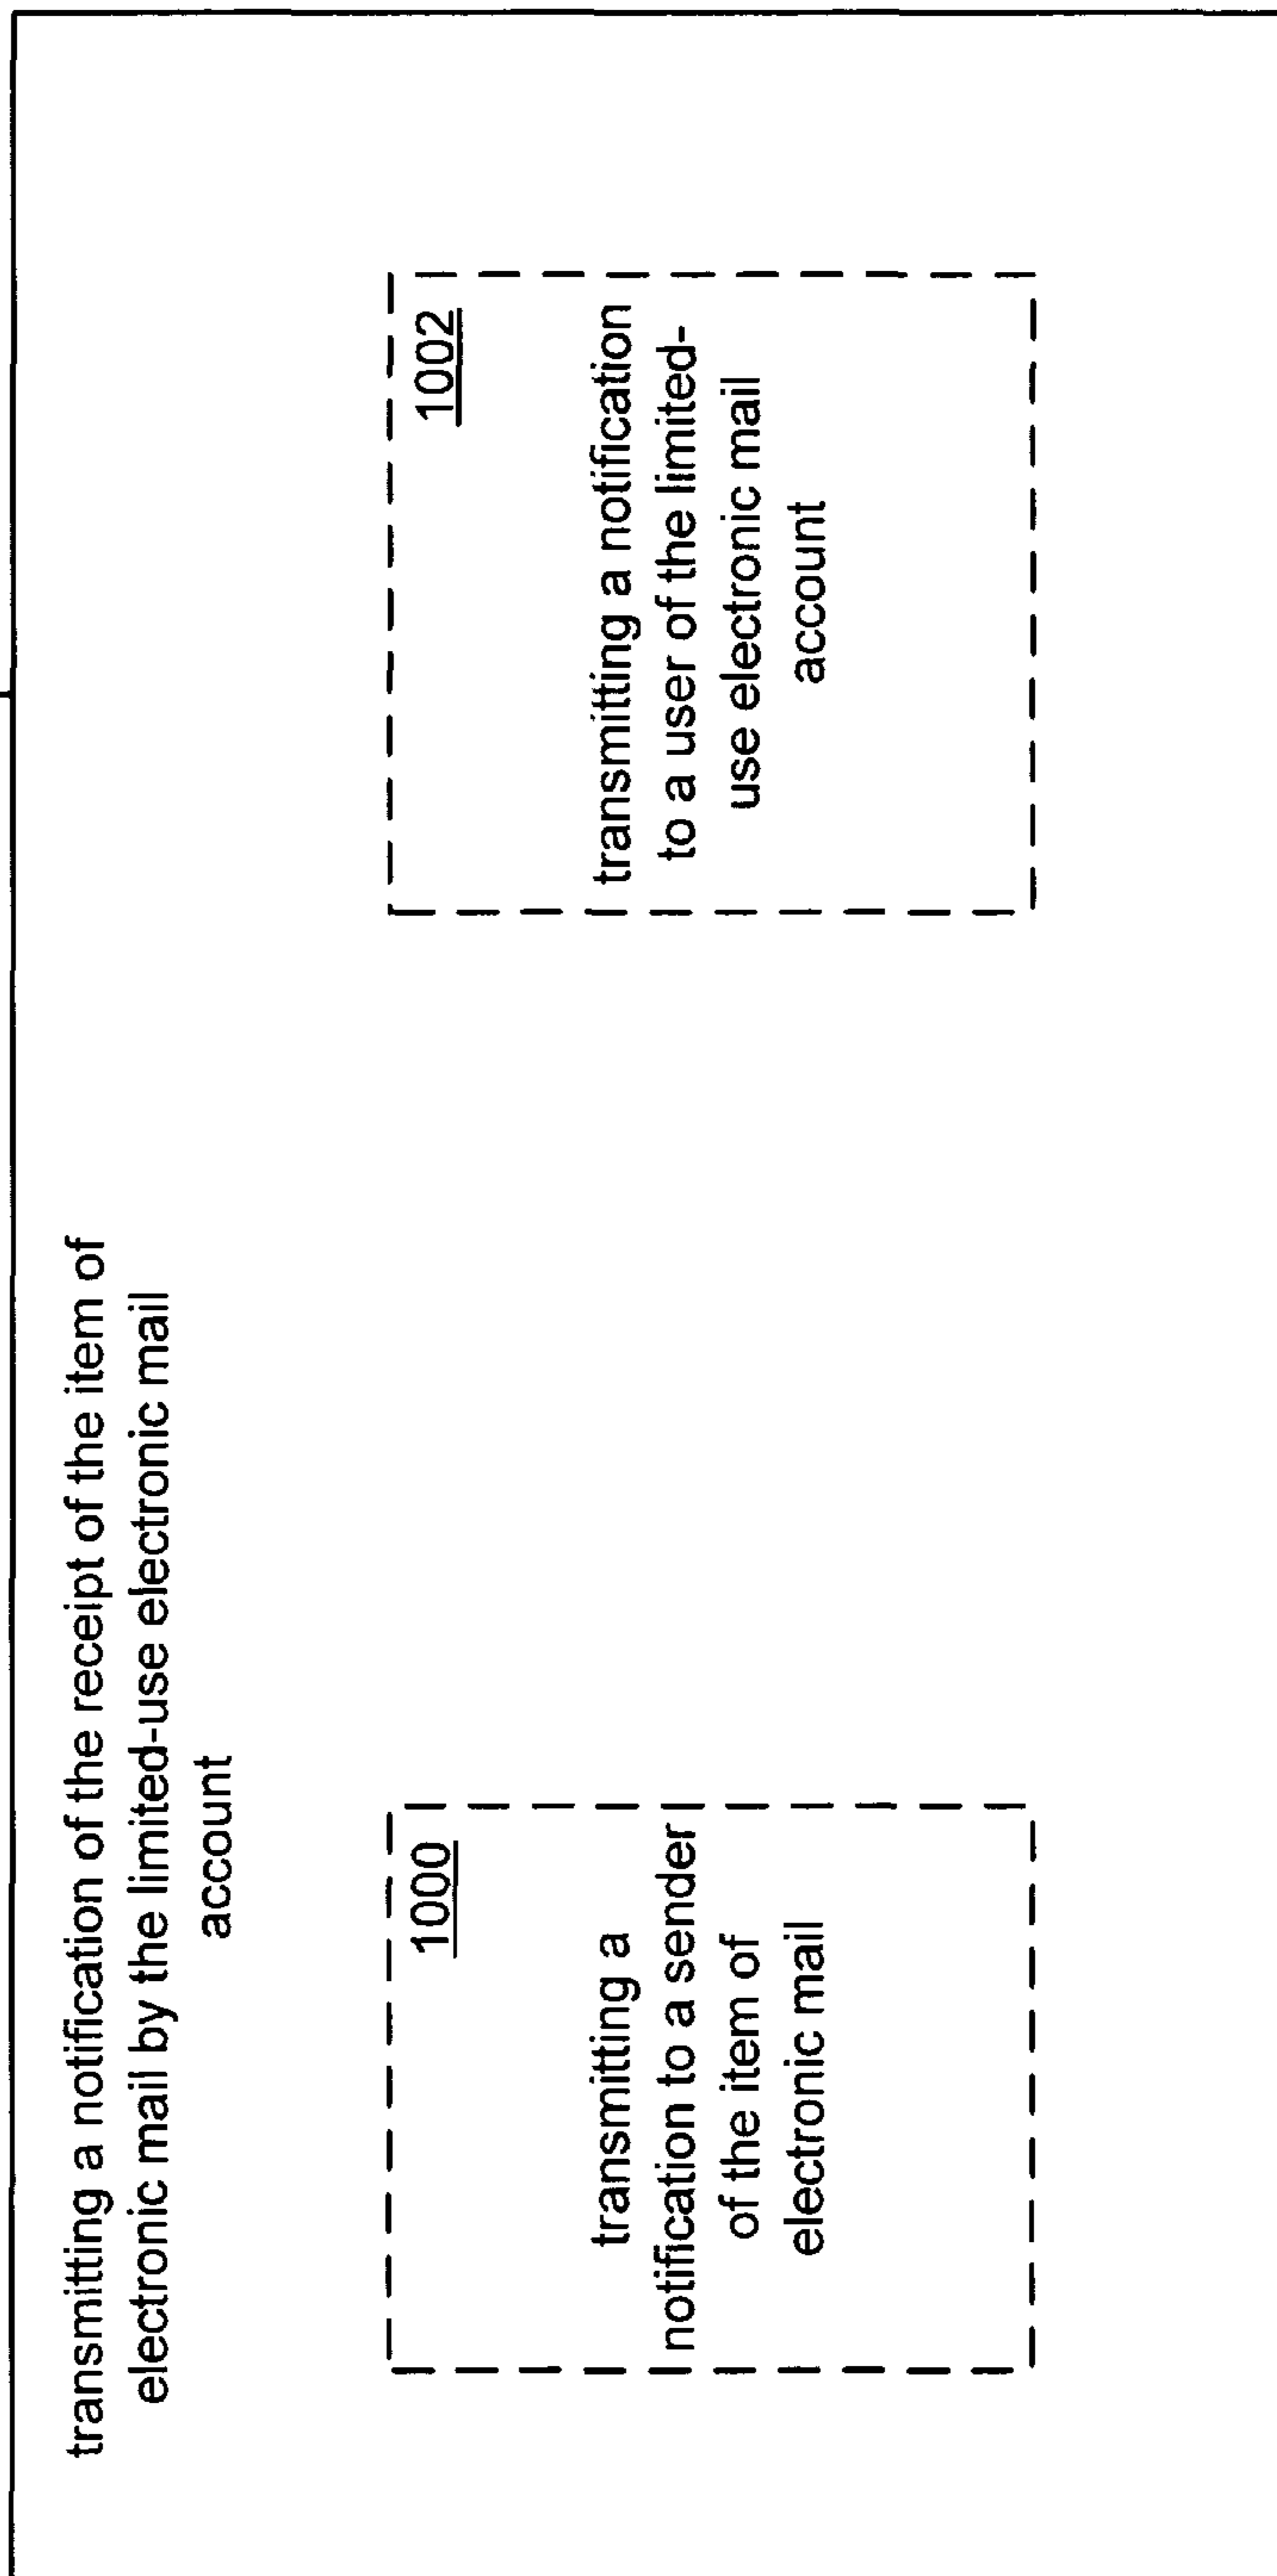 transmitting a notification of the receipt of the item of
electronic mail by the limited-use electronic mail
account
1000
transmitting a
notification to a sender
of the item of
electronic mail
1002
transmitting a notification
to a user of the limited-
use electronic mail
account